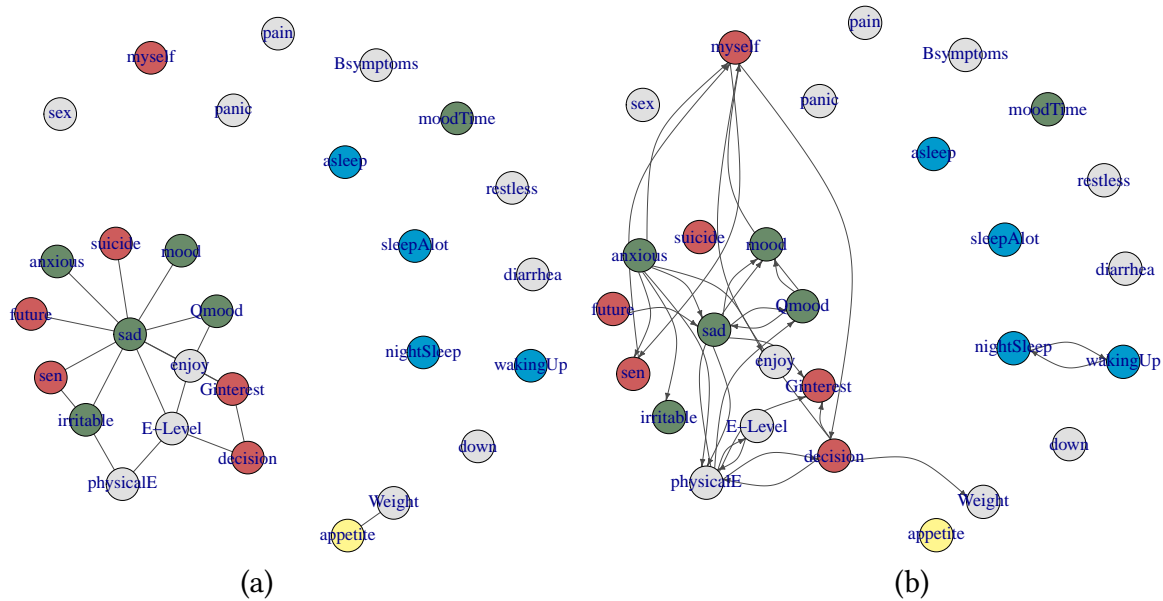 pain
myself
Bsymptoms
sex
panic
moodTime
asleep
restless
suicide
mood
anxious
sleepAlot
diarrhea
future
Qmood
sad
nightSleep
wakingUp
enjoy
sen
Ginterest
irritable
E-Level
decision
down
physicalE
Weight
appetite
(a)
pain
myself
Bsymptoms
sex
panic
moodTime
asleep
restless
suicide
mood
anxious
sleepAlot
diarrhea
future
Qmood
sad
nightSleep
wakingUp
enjoy
sen
Ginterest
irritable
E-Level
decision
down
physicalE
Weight
appetite
(b)